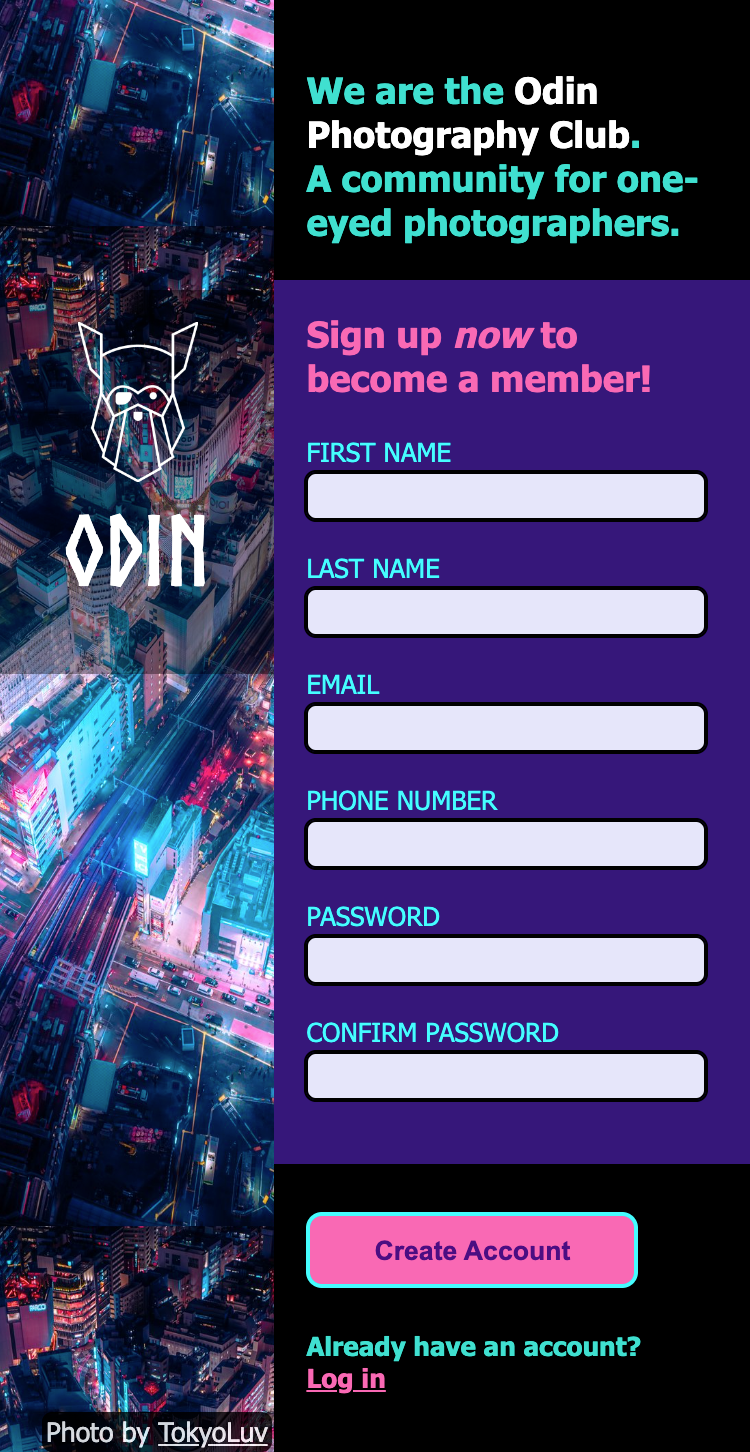 We are the Odin
Photography Club.
A community for one-
eyed photographers.
Sign up now to
become a member!
FIRST NAME
LAST NAME
EMAIL
PHONE NUMBER
PASSWORD
CONFIRM PASSWORD
Create Account
Already have an account?
Log in
ODIN
Photo by TokyoLuv